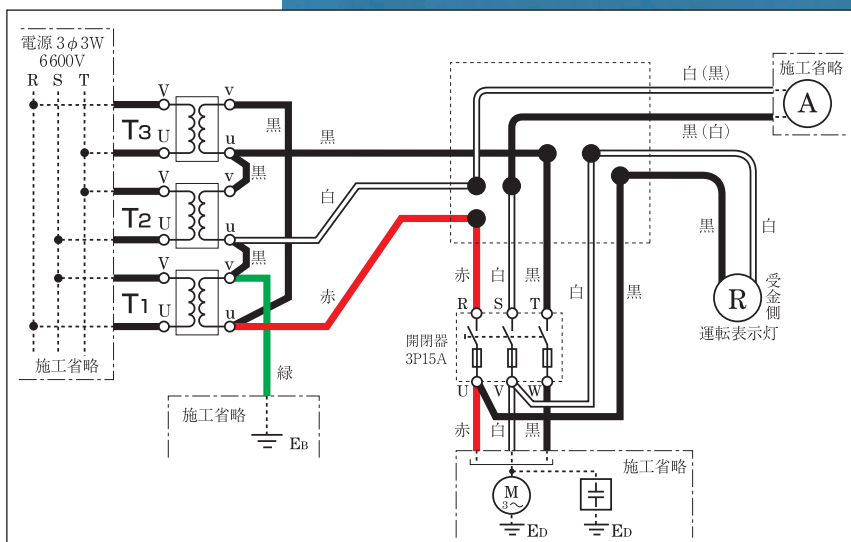 電源 3φ3W
6600V
R S T
V v
T3
U u
黒
黒
黒
V v
T2
U u
白
黒
V v
T1
U u
赤
緑
施工省略
施工省略
EB
白(黒)
黒(白)
施工省略
A
黒
白
R
受金側
運転表示灯
赤 白 黒 白 黒
R S T
開閉器
3P15A
U V W
赤 白 黒
施工省略
M
3~
ED
ED